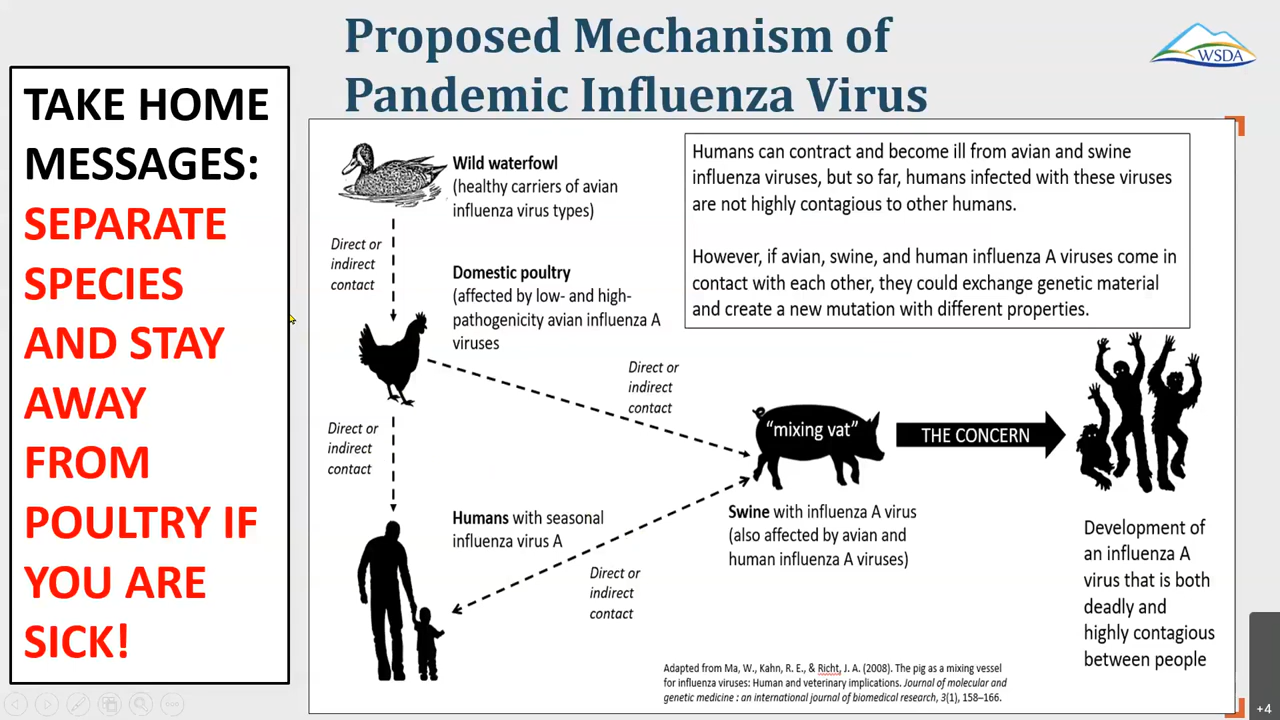 Proposed Mechanism of
Pandemic Influenza Virus
WSDA
TAKE HOME
MESSAGES:
SEPARATE
SPECIES
AND STAY
AWAY
FROM
POULTRY IF
YOU ARE
SICK!
Wild waterfowl
(healthy carriers of avian
influenza virus types)
Humans can contract and become ill from avian and swine
influenza viruses, but so far, humans infected with these viruses
are not highly contagious to other humans.
However, if avian, swine, and human influenza A viruses come in
contact with each other, they could exchange genetic material
and create a new mutation with different properties.
Direct or
indirect
contact
Domestic poultry
(affected by low- and high-
pathogenicity avian influenza A
viruses
Direct or
indirect
contact
Direct or
indirect
contact
"mixing vat"
THE CONCERN
Humans with seasonal
influenza virus A
Swine with influenza A virus
(also affected by avian and
human influenza A viruses)
Direct or
indirect
contact
Development of
an influenza A
virus that is both
deadly and
highly contagious
between people
Adapted from Ma, W., Kahn, R. E., & Richt, J. A. (2008). The pig as a mixing vessel
for influenza viruses: Human and veterinary implications. Journal of molecular and
genetic medicine : an international journal of biomedical research, 3(1), 158–166.
+4